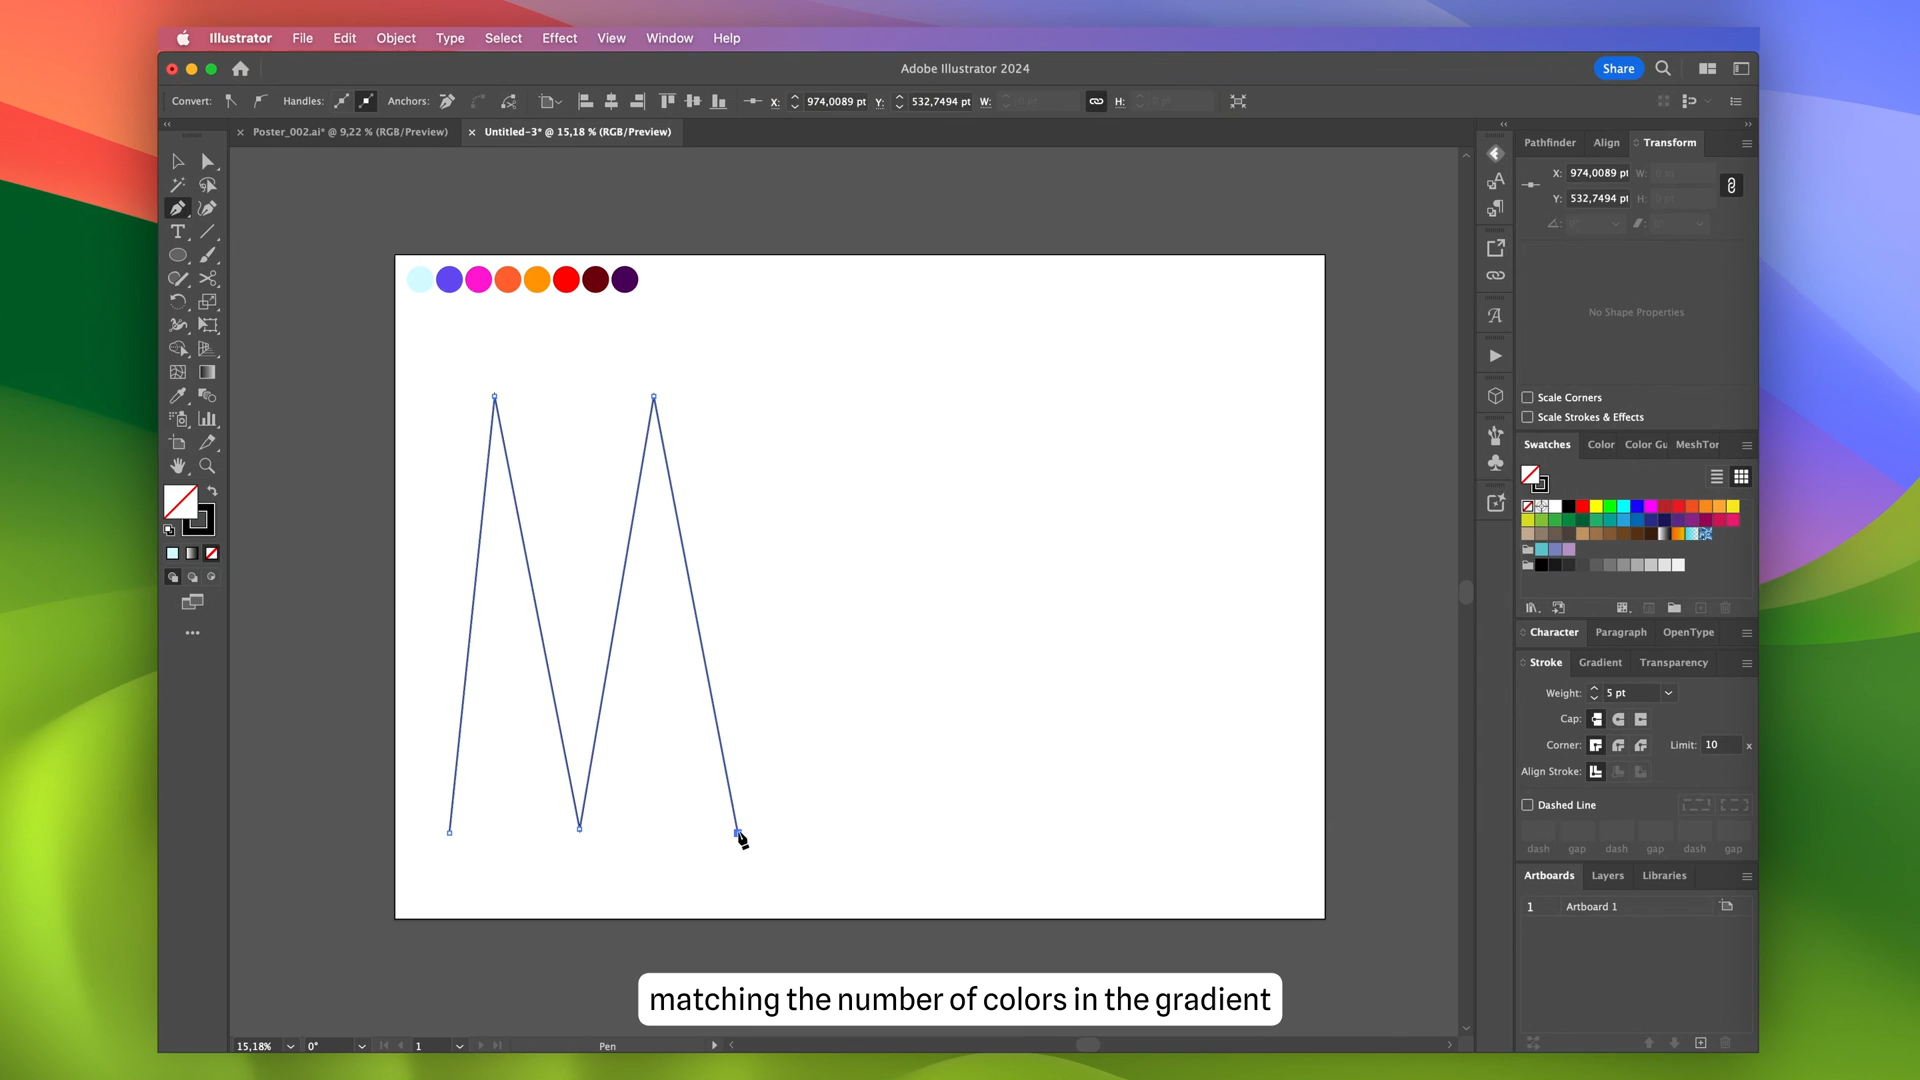 Illustrator File Edit Object Type Select Effect View Window Help
Adobe Illustrator 2024
Share
Convert: Handles: Anchors: X: 974,0089 pt Y: 532,7494 pt W: H:
× Poster_002.ai* @ 9,22 % (RGB/Preview) × Untitled-3* @ 15,18 % (RGB/Preview)
Pathfinder Align Transform
X: 974,0089 pt W:
Y: 532,7494 pt H:
No Shape Properties
Scale Corners
Scale Strokes & Effects
Swatches Color Color Gu MeshTor
Character Paragraph OpenType
Stroke Gradient Transparency
Weight: 5 pt
Cap:
Corner: Limit: 10 x
Align Stroke:
Dashed Line
dash gap dash gap dash gap
Artboards Layers Libraries
1 Artboard 1
matching the number of colors in the gradient
15,18% 0° 1 Pen